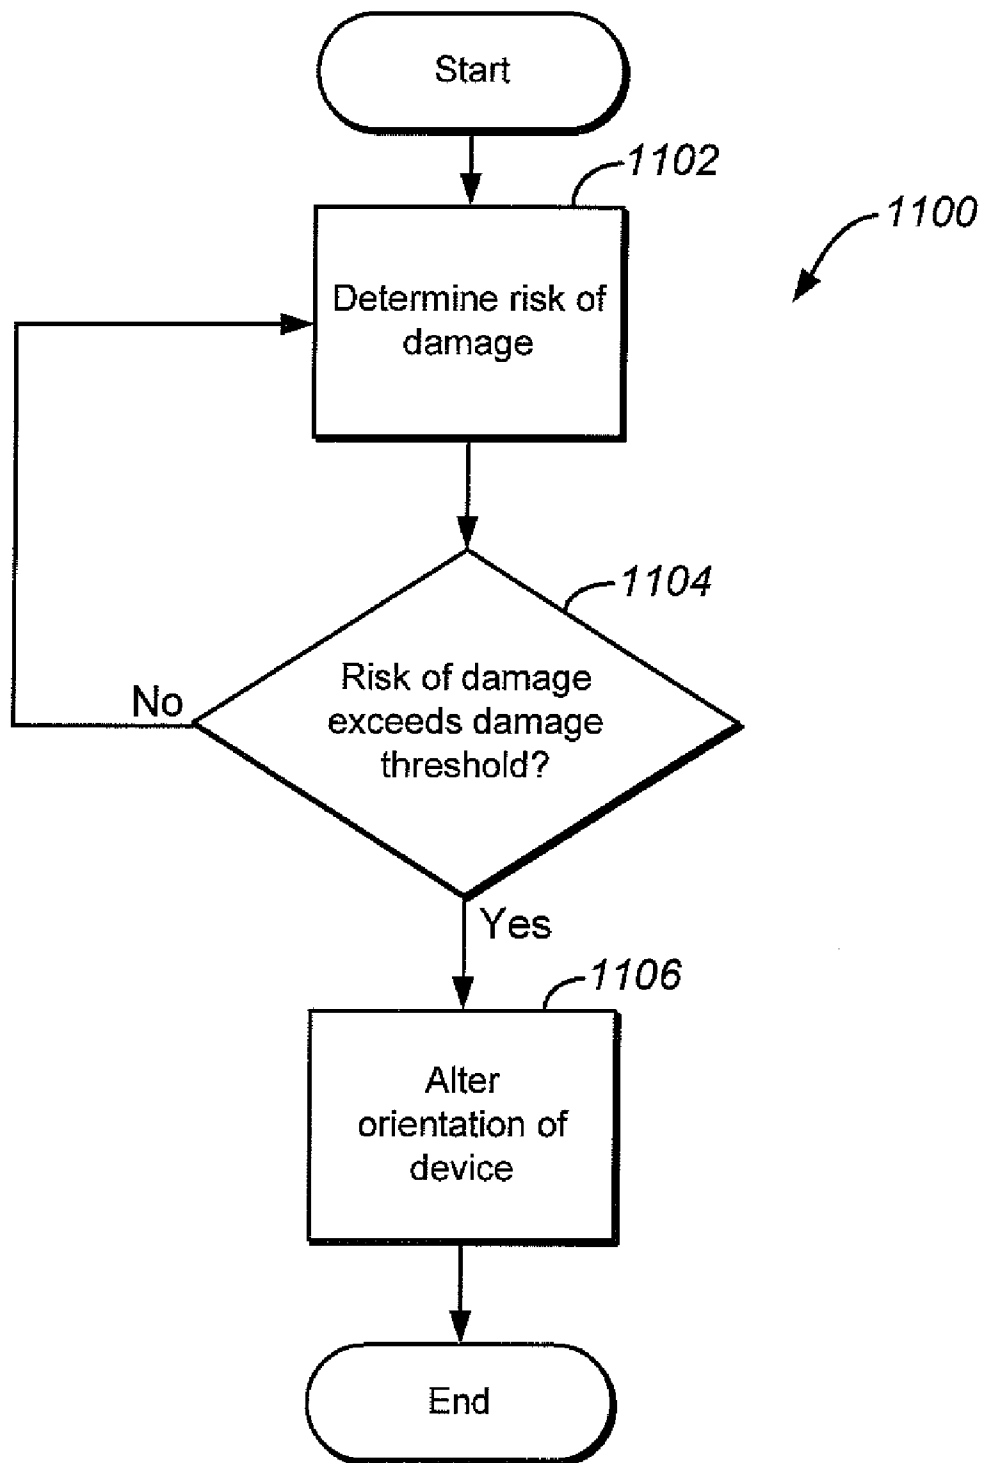 Start
1102
1100
Determine risk of
damage
1104
Risk of damage
exceeds damage
threshold?
No
Yes
1106
Alter
orientation of
device
End